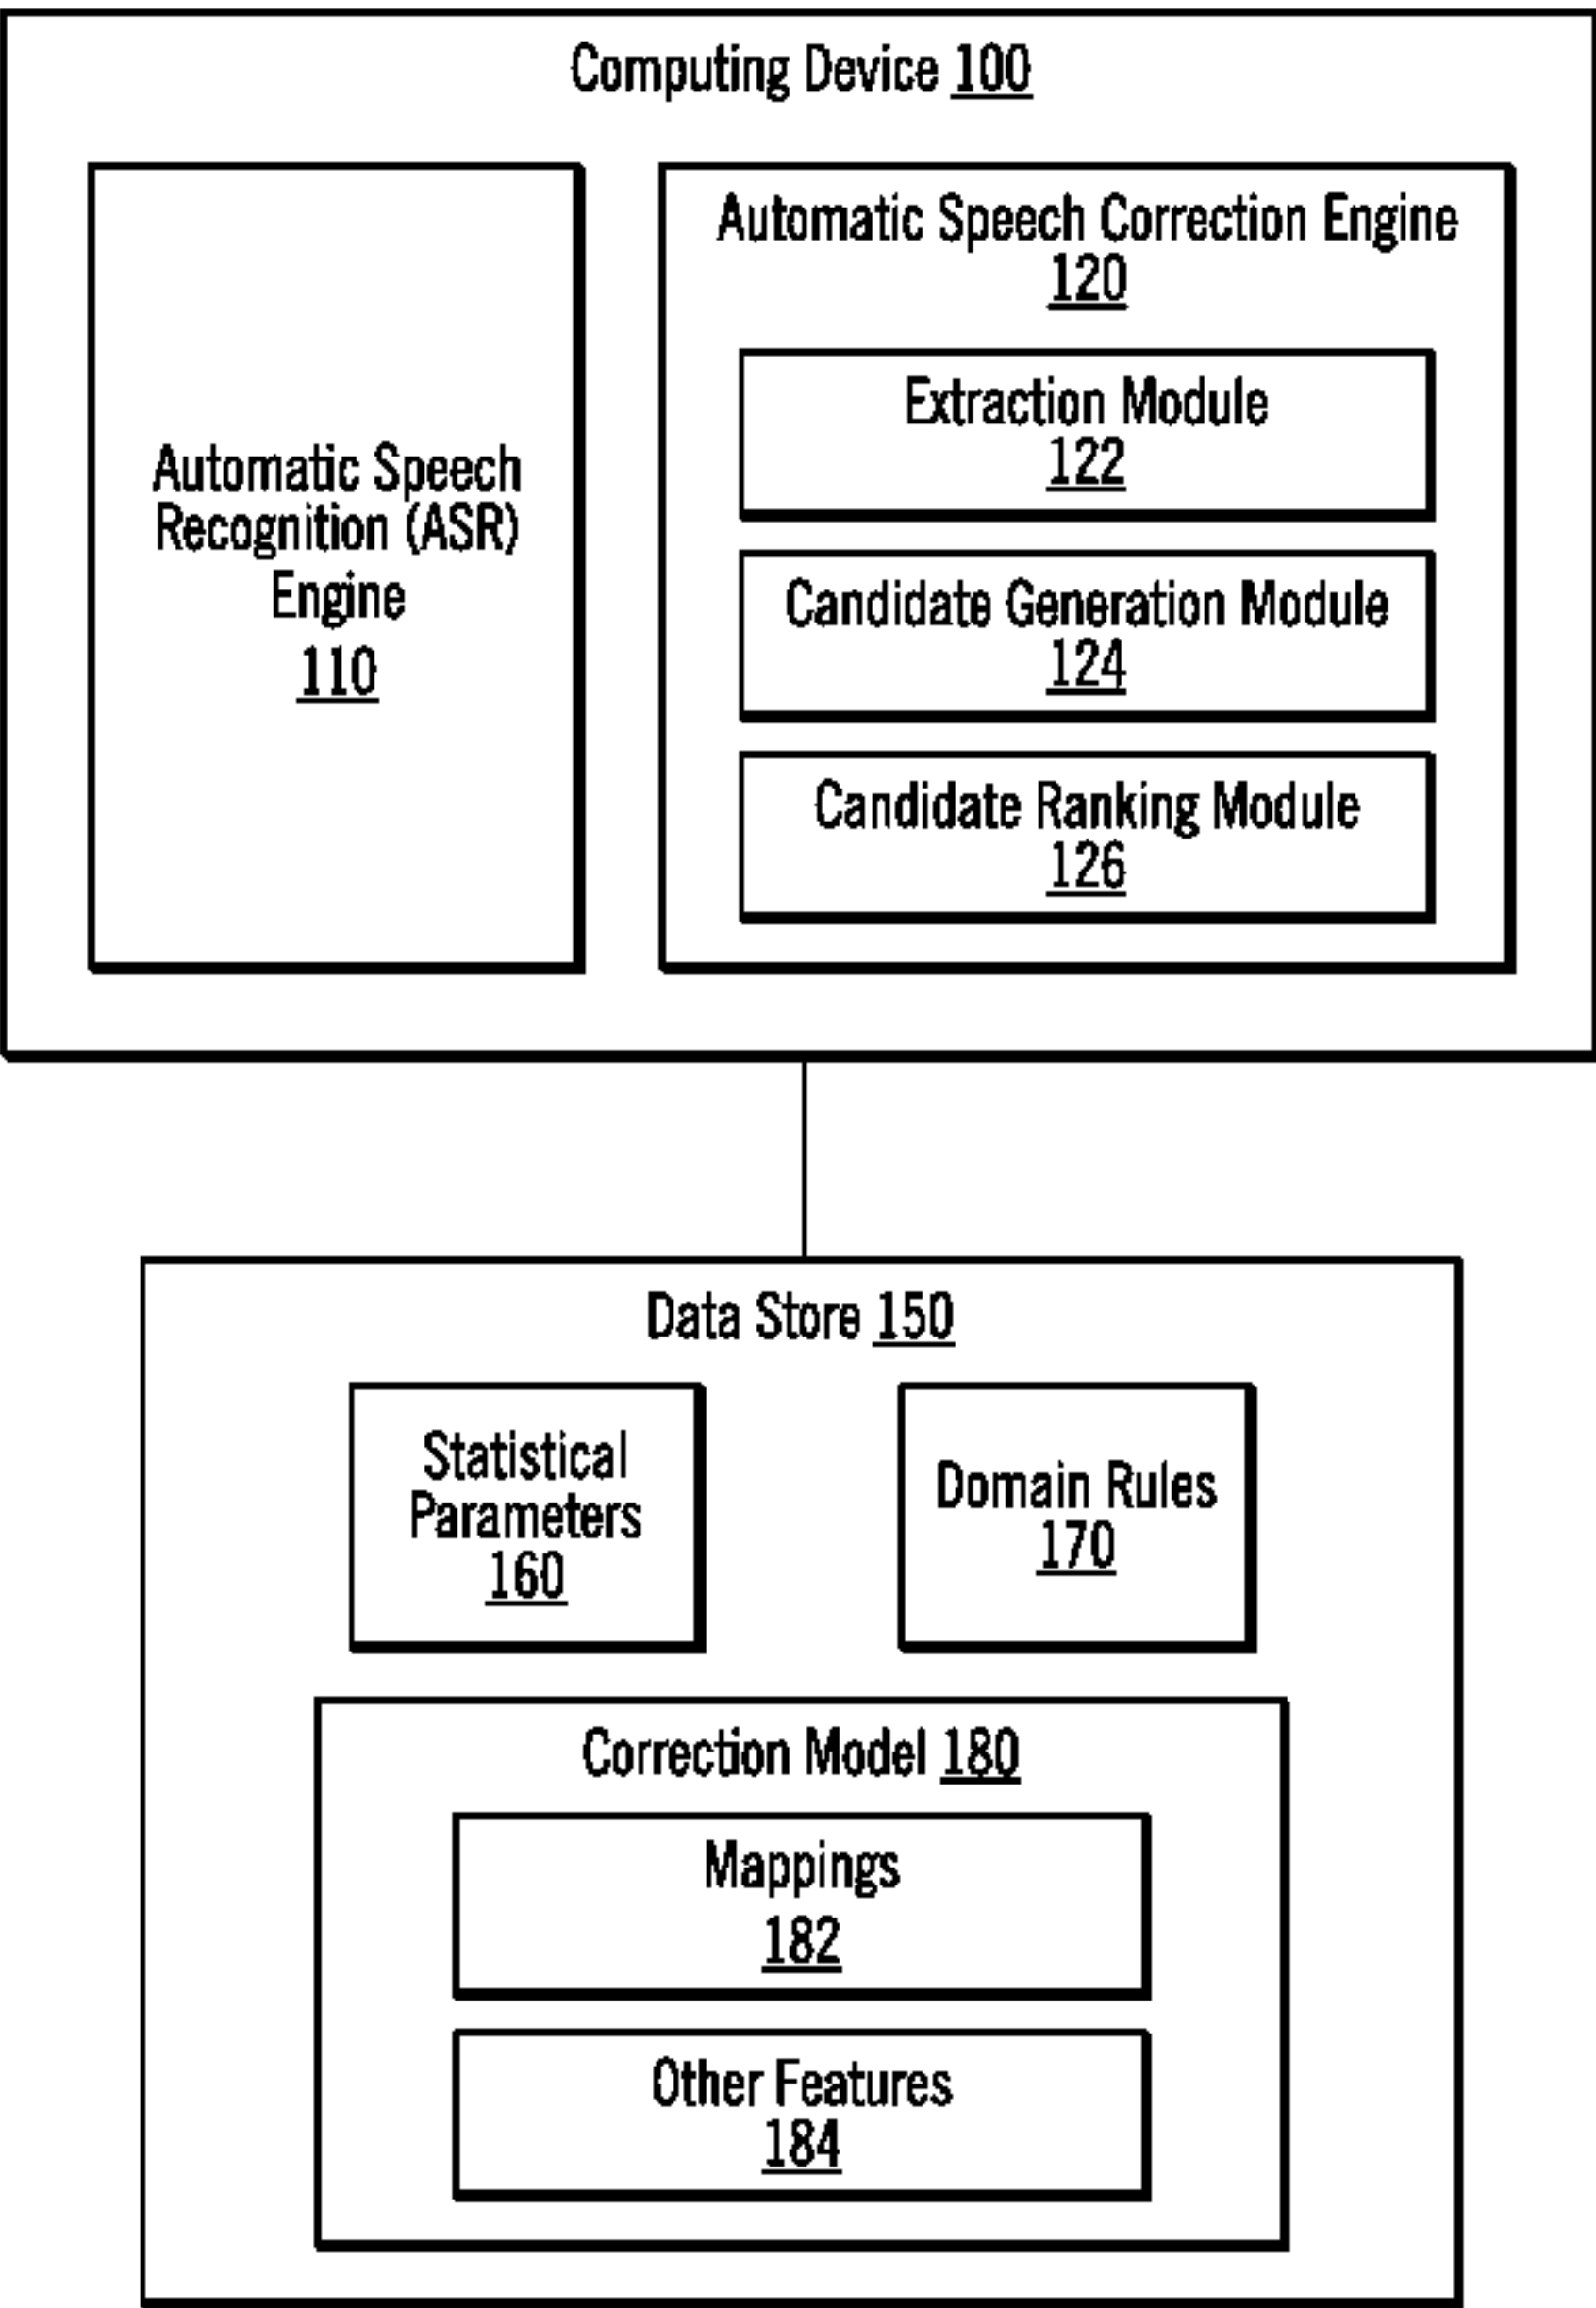 Computing Device 100
Automatic Speech
Recognition (ASR)
Engine
110
Automatic Speech Correction Engine
120
Extraction Module
122
Candidate Generation Module
124
Candidate Ranking Module
126
Data Store 150
Statistical
Parameters
160
Domain Rules
170
Correction Model 180
Mappings
182
Other Features
184